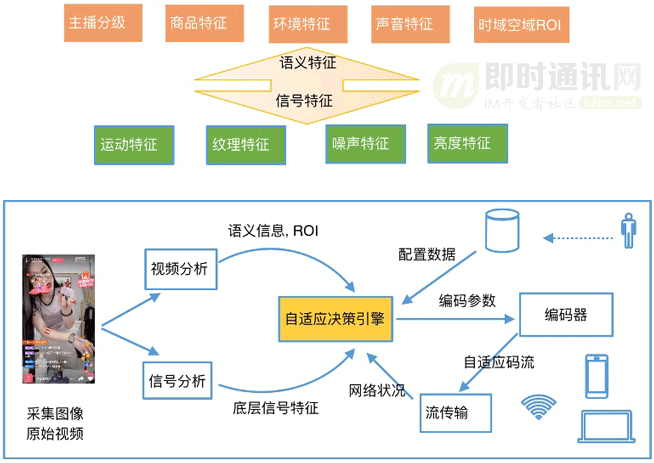 主播分级
商品特征
环境特征
声音特征
时域空域ROI
语义特征
信号特征
即时通讯网
IM开发者社区 52im.net
运动特征
纹理特征
噪声特征
亮度特征
语义信息, ROI
视频分析
配置数据
自适应决策引擎
编码参数
编码器
信号分析
自适应码流
网络状况
底层信号特征
流传输
采集图像
原始视频